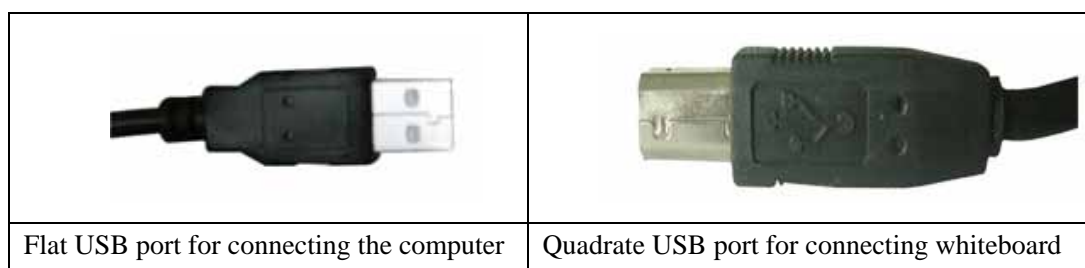 Flat USB port for connecting the computer
Quadrate USB port for connecting whiteboard